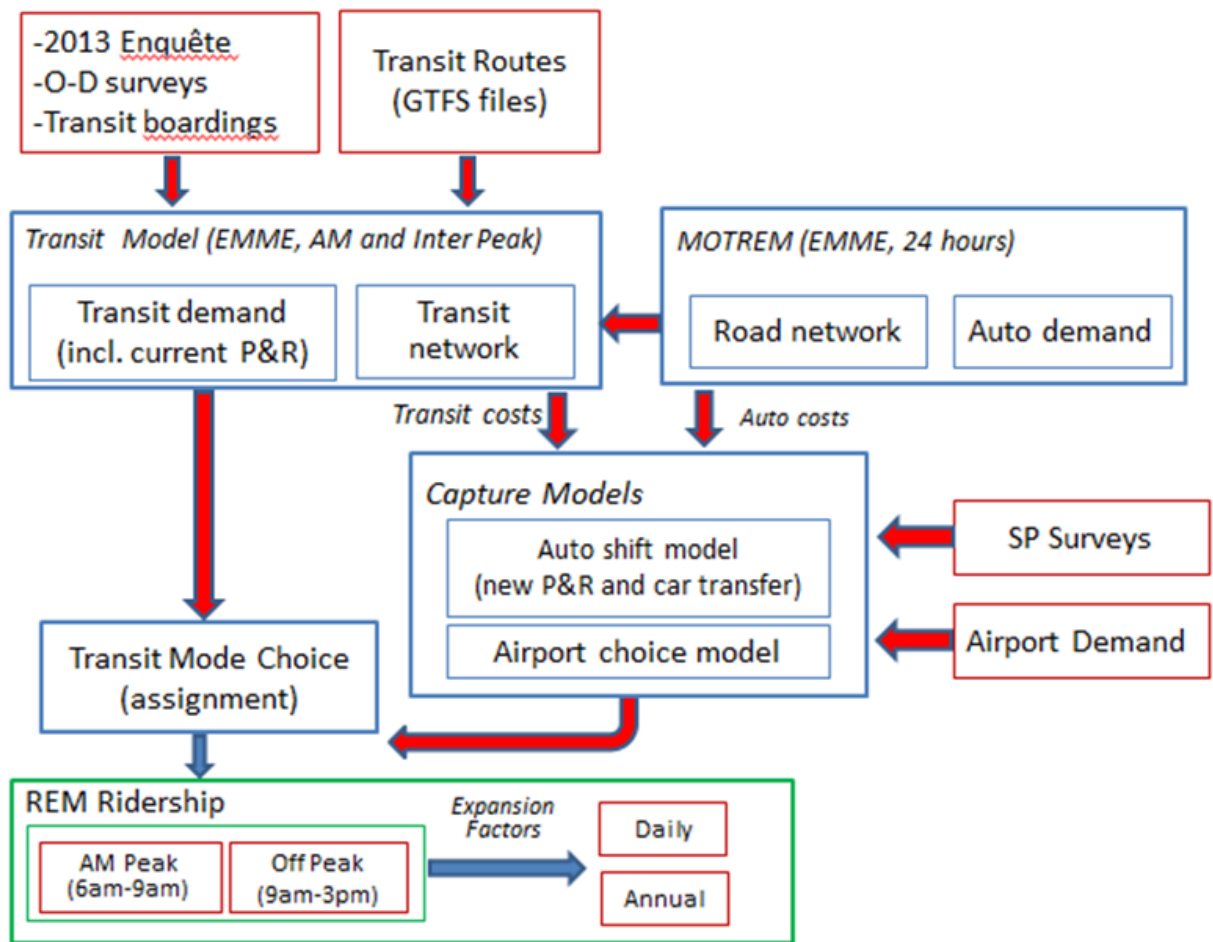 -2013 Enquête
-O-D surveys
-Transit boardings
Transit Routes
(GTFS files)
Transit Model (EMME, AM and Inter Peak)
Transit demand
(incl. current P&R)
Transit
network
MOTREM (EMME, 24 hours)
Road network
Auto demand
Transit costs
Auto costs
Capture Models
Auto shift model
(new P&R and car transfer)
Airport choice model
SP Surveys
Airport Demand
Transit Mode Choice
(assignment)
REM Ridership
AM Peak
(6am-9am)
Off Peak
(9am-3pm)
Expansion
Factors
Daily
Annual